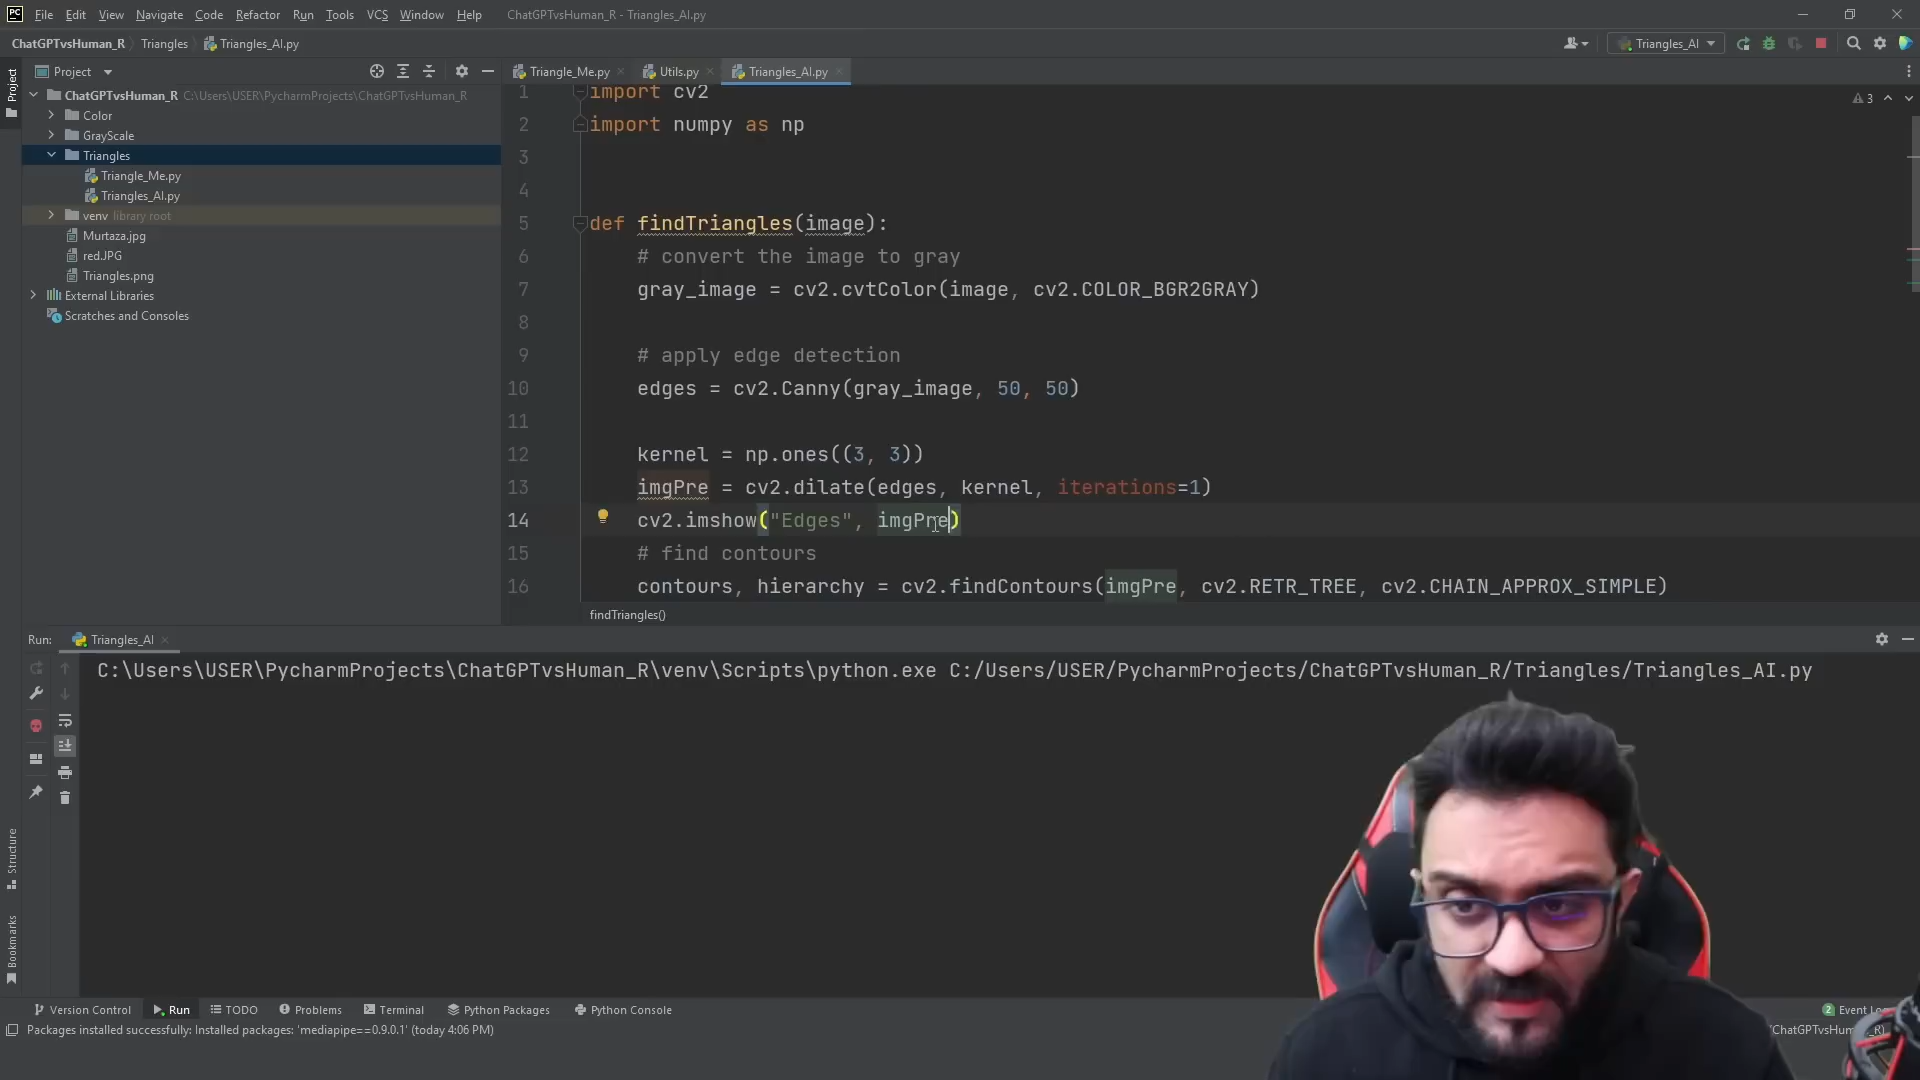 PC File Edit View Navigate Code Refactor Run Tools VCS Window Help ChatGPTvsHuman_R - Triangles_AI.py
ChatGPTvsHuman_R Triangles Triangles_AI.py Triangles_AI
Project Project Triangle_Me.py Utils.py Triangles_AI.py
ChatGPTvsHuman_R C:\Users\USER\PycharmProjects\ChatGPTvsHuman_R
Color
GrayScale
Triangles
Triangle_Me.py
Triangles_AI.py
venv library root
Murtaza.jpg
red.JPG
Triangles.png
External Libraries
Scratches and Consoles
3
1 import cv2
2 import numpy as np
3
4
5 def findTriangles(image):
6 # convert the image to gray
7 gray_image = cv2.cvtColor(image, cv2.COLOR_BGR2GRAY)
8
9 # apply edge detection
10 edges = cv2.Canny(gray_image, 50, 50)
11
12 kernel = np.ones((3, 3))
13 imgPre = cv2.dilate(edges, kernel, iterations=1)
14 cv2.imshow("Edges", imgPre)
15 # find contours
16 contours, hierarchy = cv2.findContours(imgPre, cv2.RETR_TREE, cv2.CHAIN_APPROX_SIMPLE)
findTriangles()
Run: Triangles_AI
C:\Users\USER\PycharmProjects\ChatGPTvsHuman_R\venv\Scripts\python.exe C:/Users/USER/PycharmProjects/ChatGPTvsHuman_R/Triangles/Triangles_AI.py
Structure
Bookmarks
Version Control Run TODO Problems Terminal Python Packages Python Console 2 Event
Packages installed successfully: Installed packages: 'mediapipe==0.9.0.1' (today 4:06 PM)